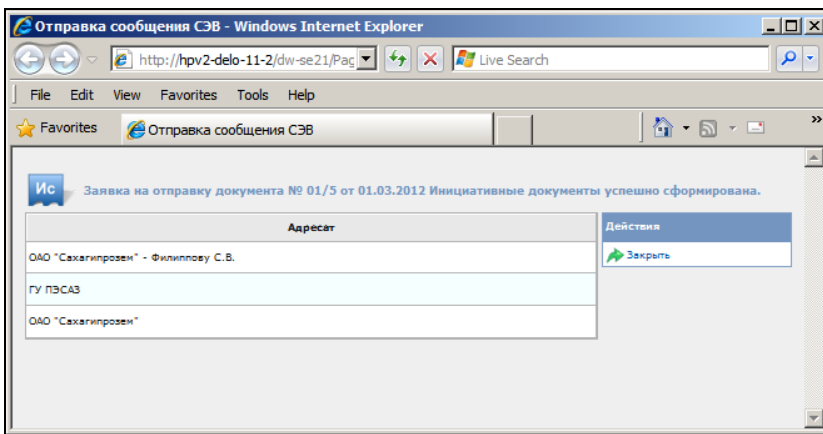 Отправка сообщения СЭВ - Windows Internet Explorer
http://hpv2-delo-11-2/dw-se21/Pag
Live Search
File Edit View Favorites Tools Help
Favorites
Отправка сообщения СЭВ
Ис
Заявка на отправку документа № 01/5 от 01.03.2012 Инициативные документы успешно сформирована.
Адресат
Действия
ОАО "Сахагипрозем" - Филиппову С.В.
Закрыть
ГУ ПЭСАЗ
ОАО "Сахагипрозем"